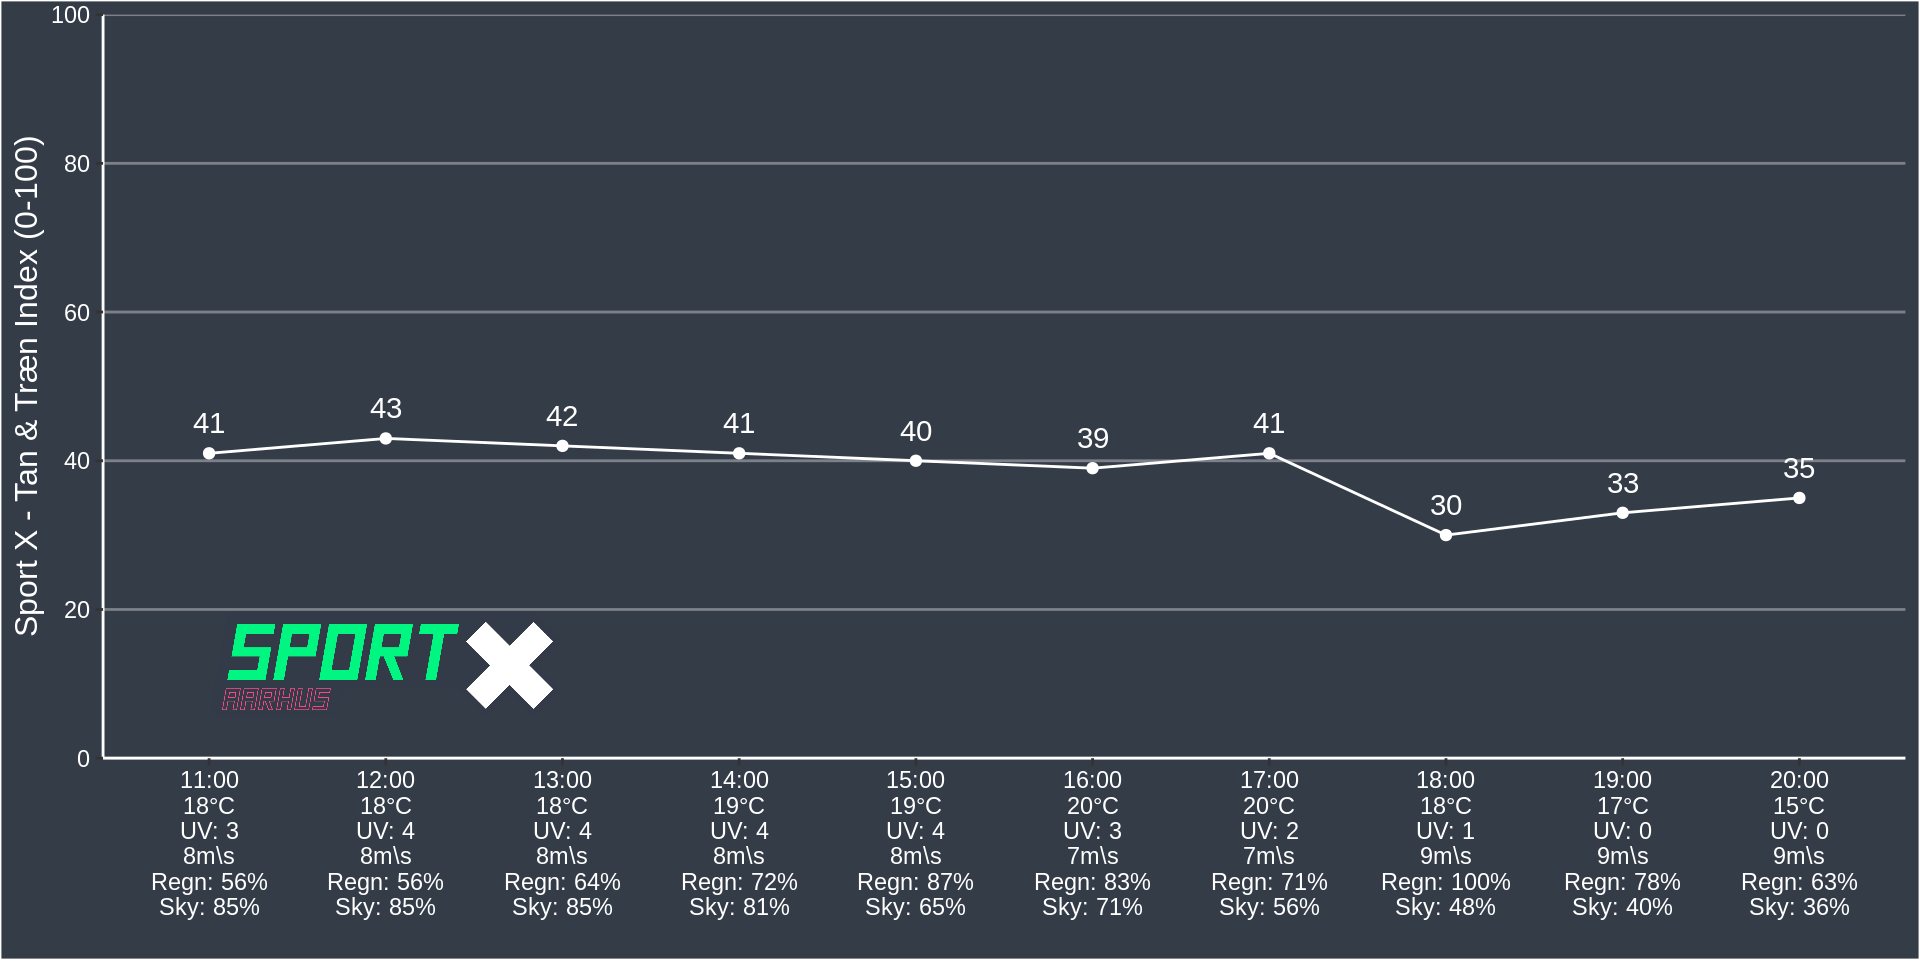 Sport X - Tan & Træn Index (0-100)
100
80
60
40
20
0
41 43 42 41 40 39 41 30 33 35
SPORT X
AARHUS
11:00 12:00 13:00 14:00 15:00 16:00 17:00 18:00 19:00 20:00
18°C 18°C 18°C 19°C 19°C 20°C 20°C 18°C 17°C 15°C
UV: 3 UV: 4 UV: 4 UV: 4 UV: 4 UV: 3 UV: 2 UV: 1 UV: 0 UV: 0
8m\s 8m\s 8m\s 8m\s 8m\s 7m\s 7m\s 9m\s 9m\s 9m\s
Regn: 56% Regn: 56% Regn: 64% Regn: 72% Regn: 87% Regn: 83% Regn: 71% Regn: 100% Regn: 78% Regn: 63%
Sky: 85% Sky: 85% Sky: 85% Sky: 81% Sky: 65% Sky: 71% Sky: 56% Sky: 48% Sky: 40% Sky: 36%